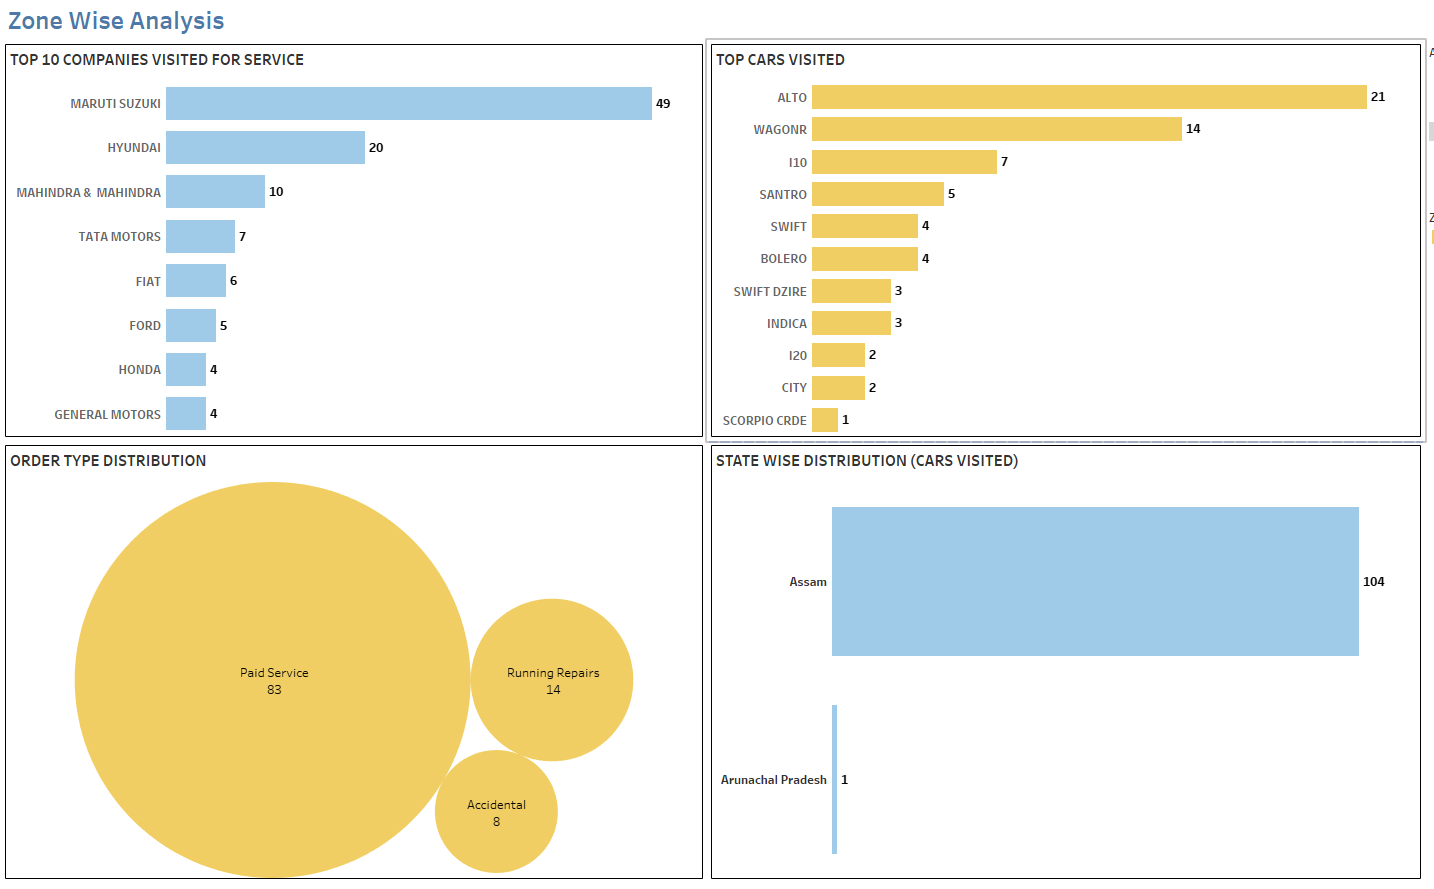 Zone Wise Analysis
TOP 10 COMPANIES VISITED FOR SERVICE
MARUTI SUZUKI 49
HYUNDAI 20
MAHINDRA & MAHINDRA 10
TATA MOTORS 7
FIAT 6
FORD 5
HONDA 4
GENERAL MOTORS 4
TOP CARS VISITED
ALTO 21
WAGONR 14
I10 7
SANTRO 5
SWIFT 4
BOLERO 4
SWIFT DZIRE 3
INDICA 3
I20 2
CITY 2
SCORPIO CRDE 1
ORDER TYPE DISTRIBUTION
Paid Service
83
Running Repairs
14
Accidental
8
STATE WISE DISTRIBUTION (CARS VISITED)
Assam 104
Arunachal Pradesh 1